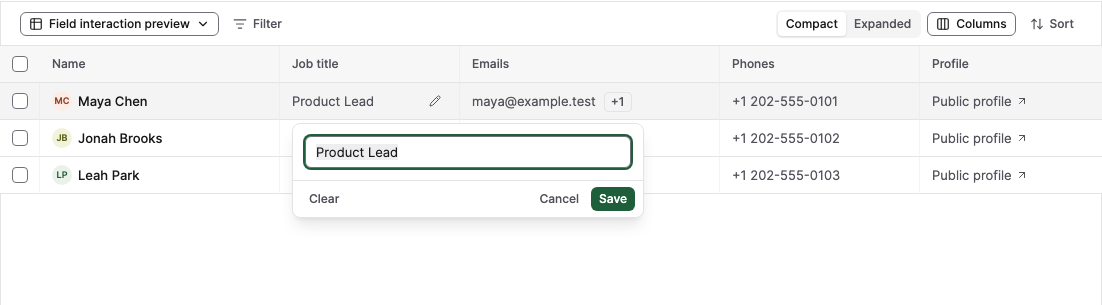 Field interaction preview Filter Compact Expanded Columns Sort
Name Job title Emails Phones Profile
MC Maya Chen Product Lead maya@example.test +1 +1 202-555-0101 Public profile
JB Jonah Brooks +1 202-555-0102 Public profile
Product Lead
LP Leah Park +1 202-555-0103 Public profile
Clear Cancel Save